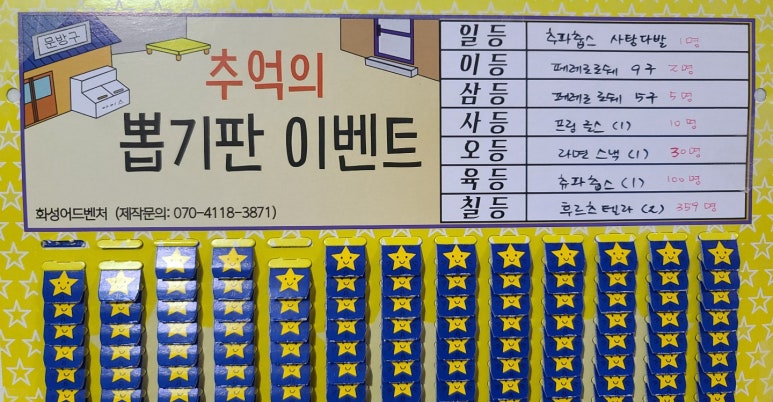 문방구
아이스
추억의
뽑기판 이벤트
화성어드벤처 (제작문의: 070-4118-3871)
일등 츄파춥스 사탕다발 1명
이등 페레로로쉐 9구 2명
삼등 페레로로쉐 5구 5명
사등 프링글스 (1) 10명
오등 라면스낵 (1) 30명
육등 츄파춥스 (1) 100명
칠등 후르츠텔라 (2) 359명